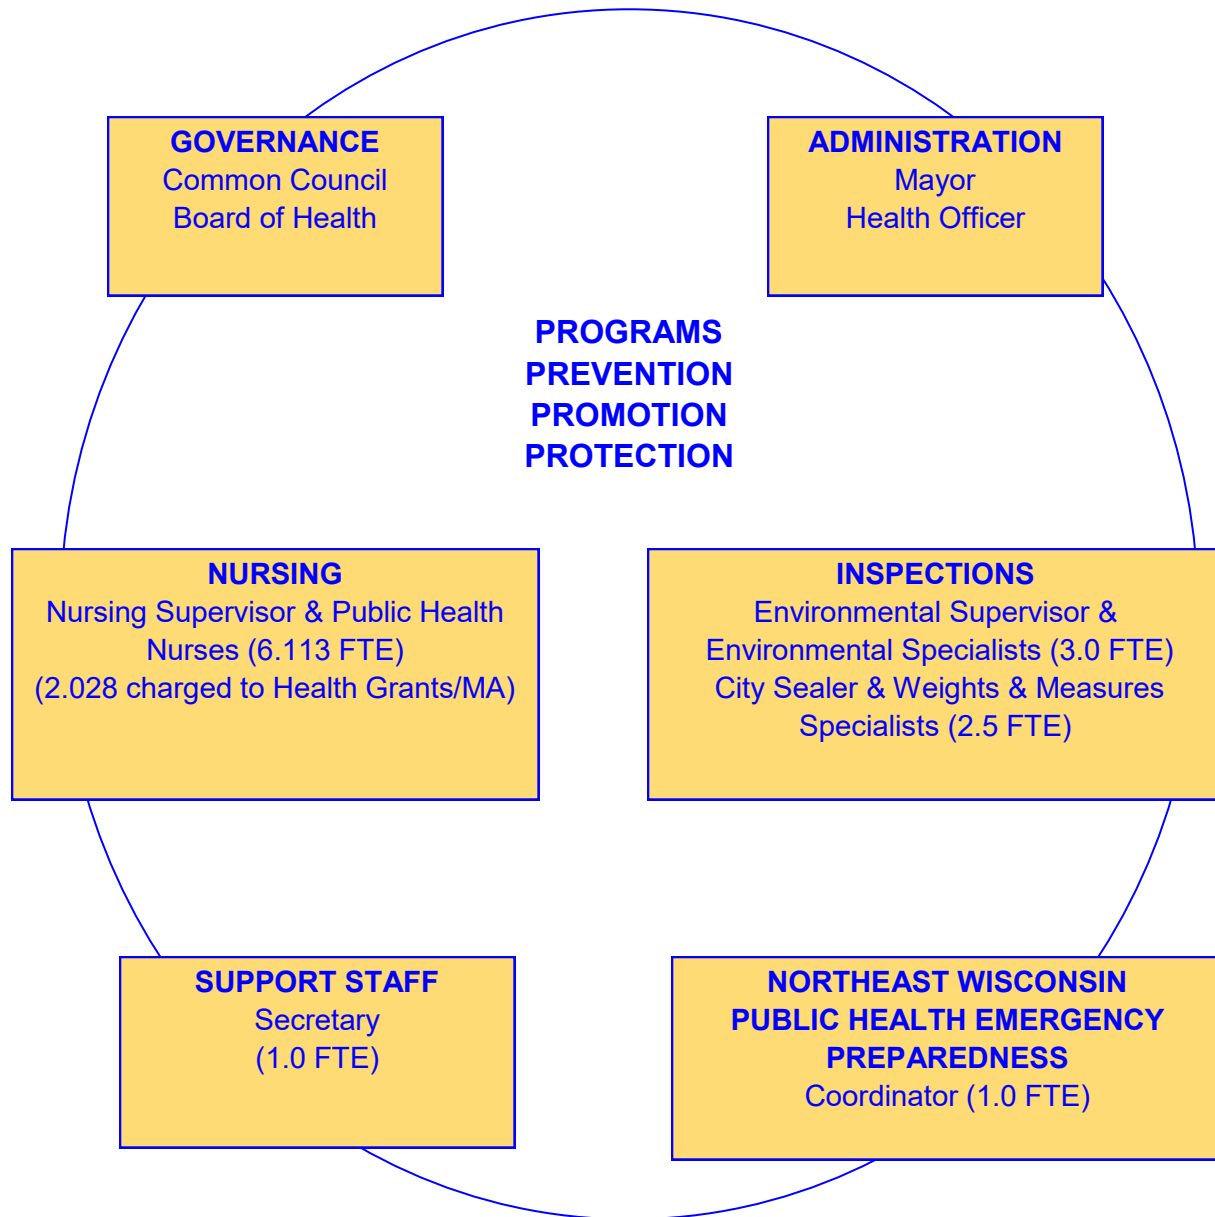 GOVERNANCE
Common Council
Board of Health
ADMINISTRATION
Mayor
Health Officer
PROGRAMS
PREVENTION
PROMOTION
PROTECTION
NURSING
Nursing Supervisor & Public Health
Nurses (6.113 FTE)
(2.028 charged to Health Grants/MA)
INSPECTIONS
Environmental Supervisor &
Environmental Specialists (3.0 FTE)
City Sealer & Weights & Measures
Specialists (2.5 FTE)
SUPPORT STAFF
Secretary
(1.0 FTE)
NORTHEAST WISCONSIN
PUBLIC HEALTH EMERGENCY
PREPAREDNESS
Coordinator (1.0 FTE)